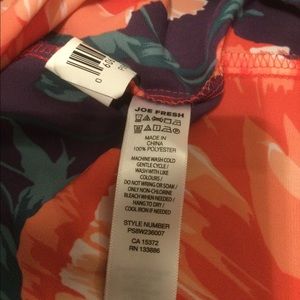 JOE FRESH
MADE IN
CHINA
100% POLYESTER
MACHINE WASH COLD
GENTLE CYCLE /
WASH WITH LIKE
COLOURS /
DO NOT WRING OR SOAK /
ONLY NON-CHLORINE
BLEACH WHEN NEEDED /
HANG TO DRY /
COOL IRON IF NEEDED
STYLE NUMBER
PS8W236007
CA 15372
RN 133886